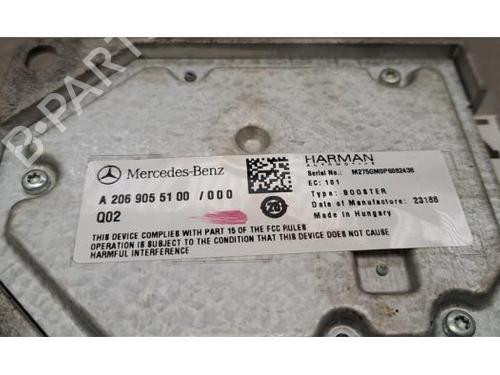 B-PARTS
Mercedes-Benz
A 206 905 51 00 / 000
Q02
HARMAN
AUTOMOTIVE
Serial No.:
EC: 101
Type: BOOSTER
Date of Manufacture: 2318B
Made in Hungary
THIS DEVICE COMPLIES WITH PART 15 OF THE FCC RULES
OPERATION IS SUBJECT TO THE CONDITION THAT THIS DEVICE DOES NOT CAUSE
HARMFUL INTERFERENCE